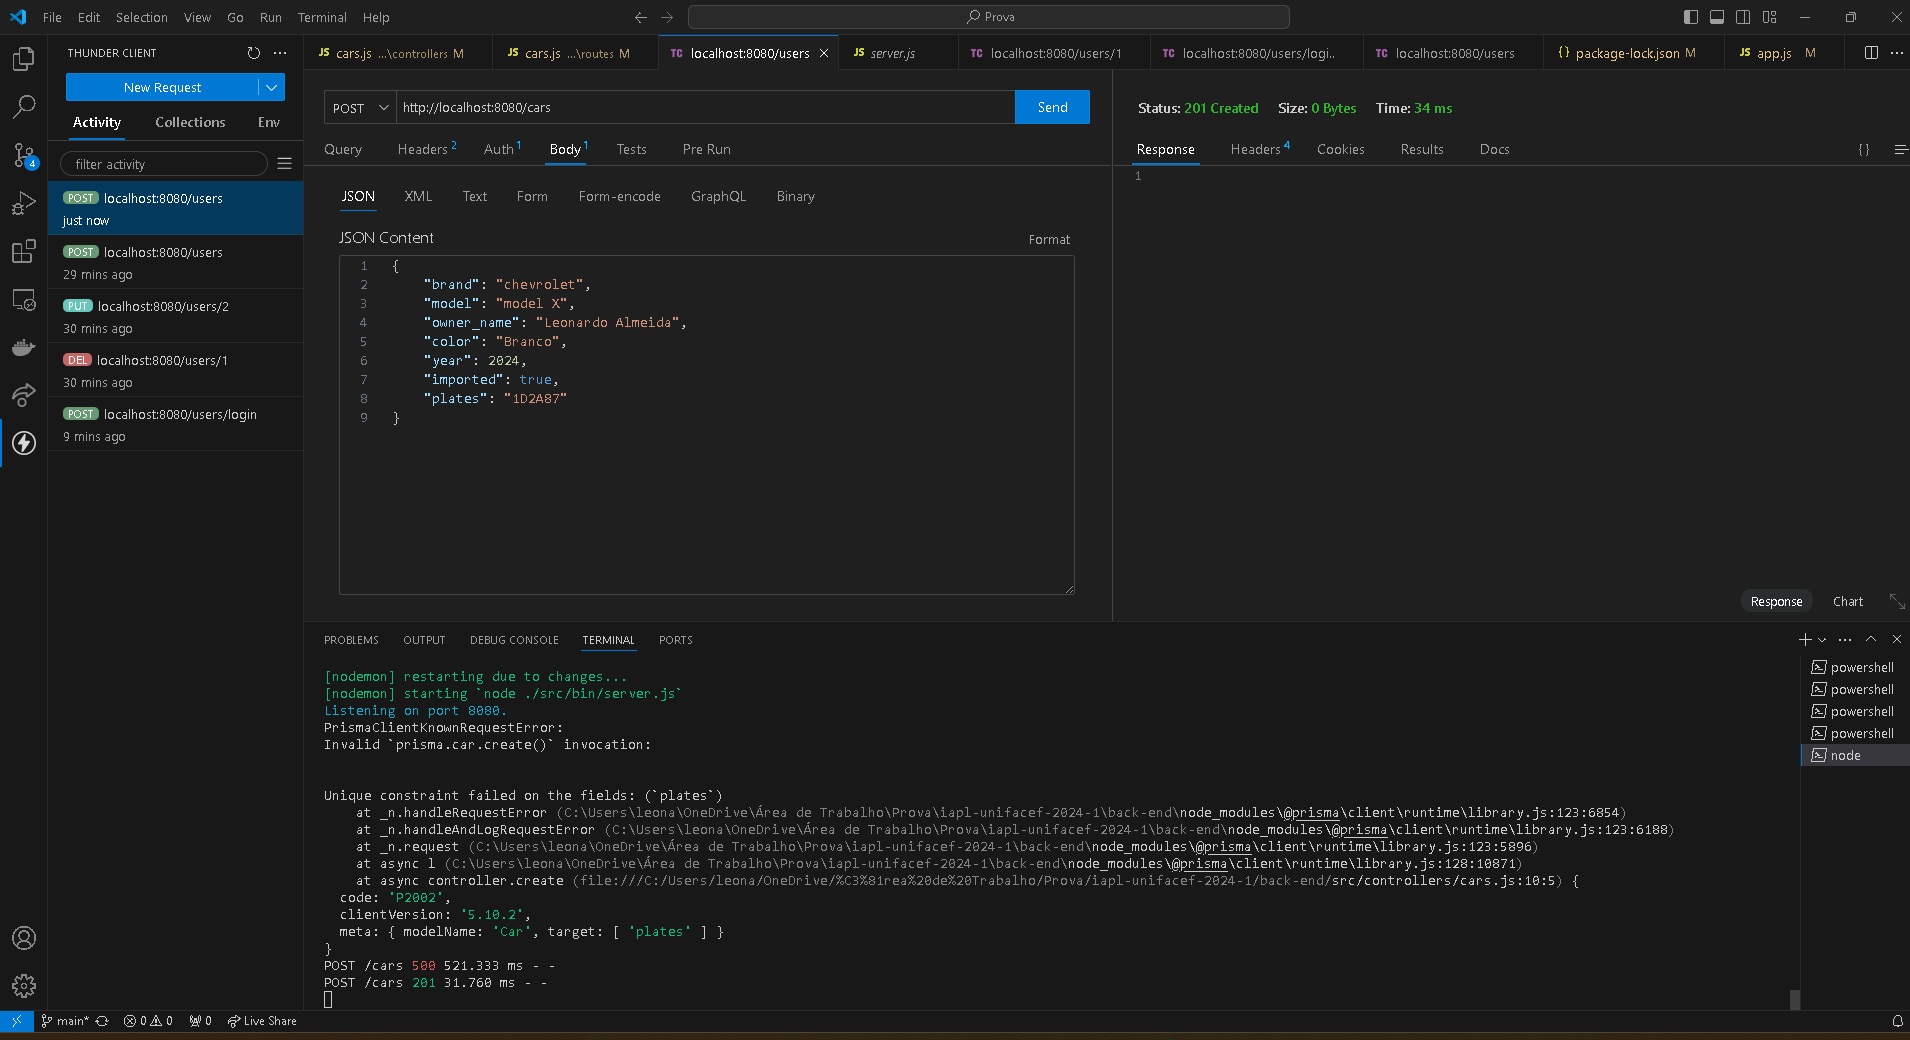 File Edit Selection View Go Run Terminal Help
Prova
THUNDER CLIENT
New Request
Activity Collections Env
filter activity
POST localhost:8080/users
just now
POST localhost:8080/users
29 mins ago
PUT localhost:8080/users/2
30 mins ago
DEL localhost:8080/users/1
30 mins ago
POST localhost:8080/users/login
9 mins ago
4
JS cars.js ...\controllers M
JS cars.js ...\routes M
TC localhost:8080/users
JS server.js
TC localhost:8080/users/1
TC localhost:8080/users/logi..
TC localhost:8080/users
{} package-lock.json M
JS app.js M
POST http://localhost:8080/cars Send
Query Headers 2 Auth 1 Body 1 Tests Pre Run
JSON XML Text Form Form-encode GraphQL Binary
JSON Content Format
1 {
2 "brand": "chevrolet",
3 "model": "model X",
4 "owner_name": "Leonardo Almeida",
5 "color": "Branco",
6 "year": 2024,
7 "imported": true,
8 "plates": "1D2A87"
9 }
Status: 201 Created Size: 0 Bytes Time: 34 ms
Response Headers 4 Cookies Results Docs {}
1
Response Chart
PROBLEMS OUTPUT DEBUG CONSOLE TERMINAL PORTS
[nodemon] restarting due to changes...
[nodemon] starting `node ./src/bin/server.js`
Listening on port 8080.
PrismaClientKnownRequestError:
Invalid `prisma.car.create()` invocation:
Unique constraint failed on the fields: (`plates`)
at _n.handleRequestError (C:\Users\leona\OneDrive\Área de Trabalho\Prova\iapl-unifacef-2024-1\back-end\node_modules\@prisma\client\runtime\library.js:123:6854)
at _n.handleAndLogRequestError (C:\Users\leona\OneDrive\Área de Trabalho\Prova\iapl-unifacef-2024-1\back-end\node_modules\@prisma\client\runtime\library.js:123:6188)
at _n.request (C:\Users\leona\OneDrive\Área de Trabalho\Prova\iapl-unifacef-2024-1\back-end\node_modules\@prisma\client\runtime\library.js:123:5896)
at async l (C:\Users\leona\OneDrive\Área de Trabalho\Prova\iapl-unifacef-2024-1\back-end\node_modules\@prisma\client\runtime\library.js:128:10871)
at async controller.create (file:///C:/Users/leona/OneDrive/%C3%81rea%20de%20Trabalho/Prova/iapl-unifacef-2024-1/back-end/src/controllers/cars.js:10:5) {
code: 'P2002',
clientVersion: '5.10.2',
meta: { modelName: 'Car', target: [ 'plates' ] }
}
POST /cars 500 521.333 ms - -
POST /cars 201 31.760 ms - -
powershell
powershell
powershell
powershell
node
main* 0 0 0 Live Share